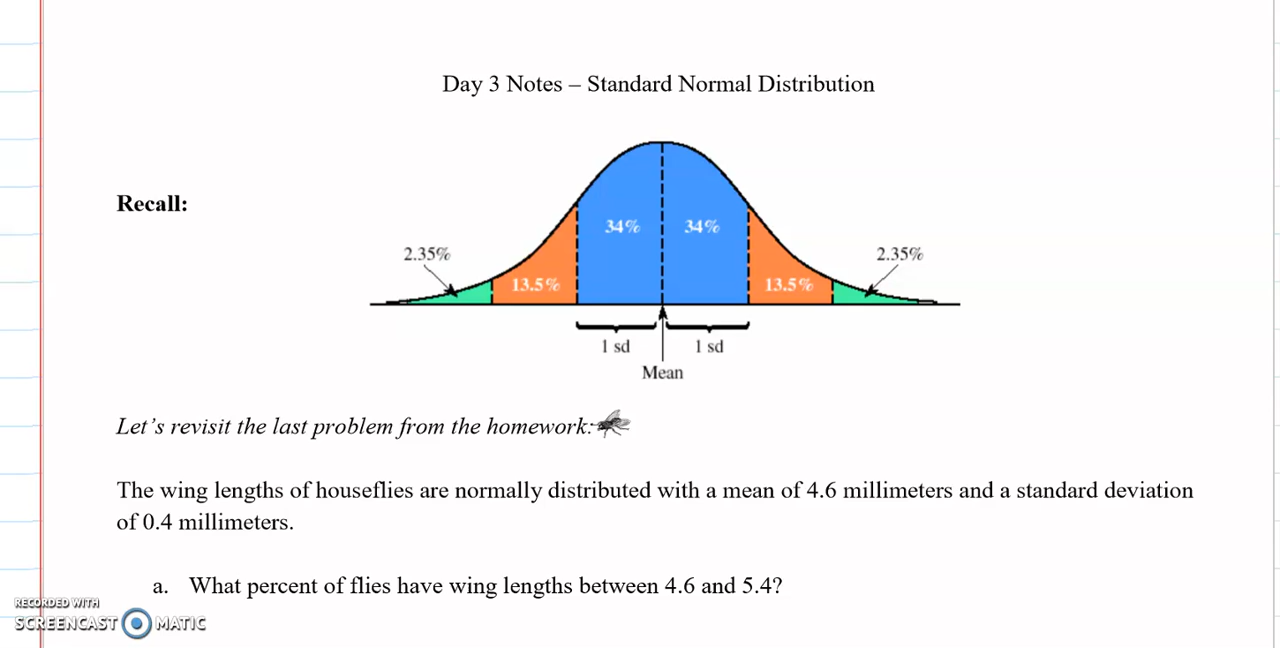 Day 3 Notes – Standard Normal Distribution
Recall:
34% 34%
2.35% 2.35%
13.5% 13.5%
1 sd 1 sd
Mean
Let's revisit the last problem from the homework:
The wing lengths of houseflies are normally distributed with a mean of 4.6 millimeters and a standard deviation
of 0.4 millimeters.
a. What percent of flies have wing lengths between 4.6 and 5.4?
RECORDED WITH
SCREENCAST MATIC